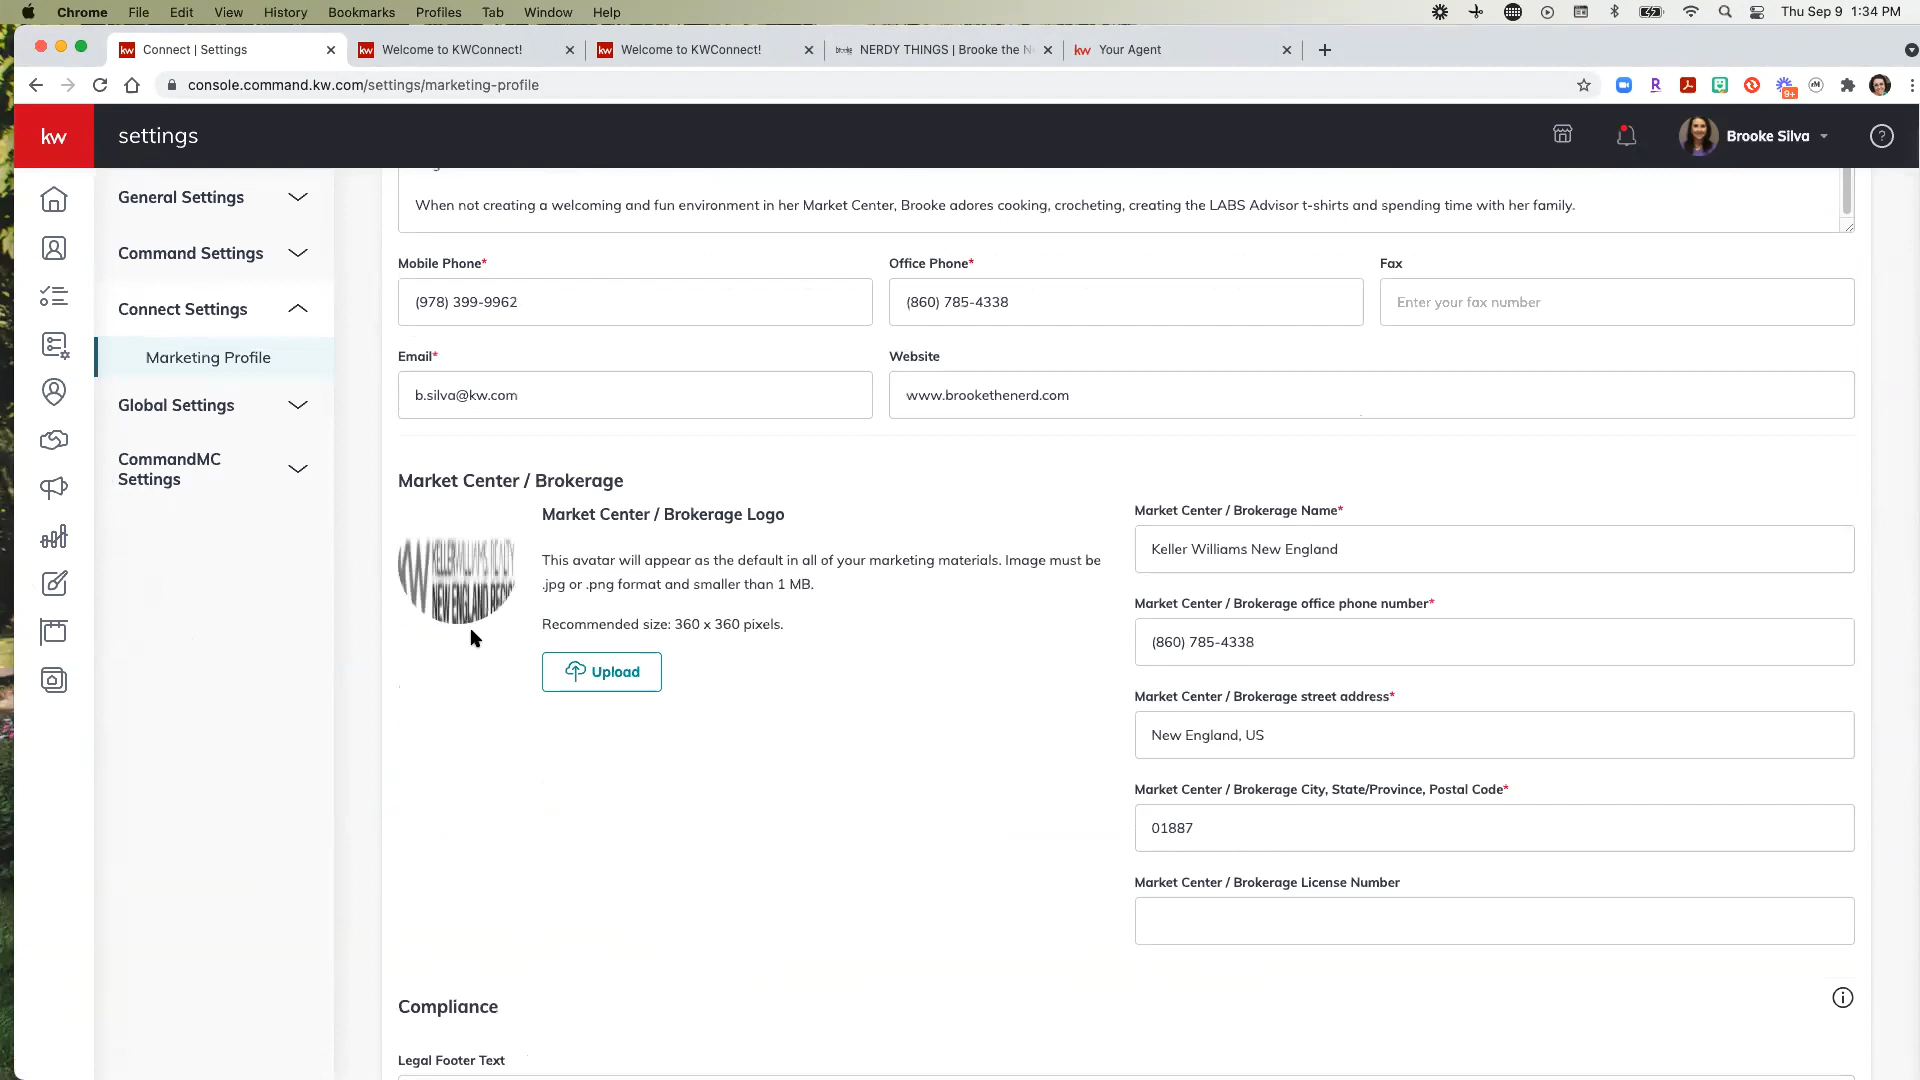 Chrome File Edit View History Bookmarks Profiles Tab Window Help Thu Sep 9 1:34 PM
kw Connect | Settings kw Welcome to KWConnect! kw Welcome to KWConnect! NERDY THINGS | Brooke the N kw Your Agent
console.command.kw.com/settings/marketing-profile
9+
kw settings Brooke Silva ?
General Settings
Command Settings
Connect Settings
Marketing Profile
Global Settings
CommandMC
Settings
When not creating a welcoming and fun environment in her Market Center, Brooke adores cooking, crocheting, creating the LABS Advisor t-shirts and spending time with her family.
Mobile Phone* Office Phone* Fax
(978) 399-9962 (860) 785-4338 Enter your fax number
Email* Website
b.silva@kw.com www.brookethenerd.com
Market Center / Brokerage
Market Center / Brokerage Logo
KELLERWILLIAMS REALTY
NEW ENGLAND
This avatar will appear as the default in all of your marketing materials. Image must be
.jpg or .png format and smaller than 1 MB.
Recommended size: 360 x 360 pixels.
Upload
Market Center / Brokerage Name*
Keller Williams New England
Market Center / Brokerage office phone number*
(860) 785-4338
Market Center / Brokerage street address*
New England, US
Market Center / Brokerage City, State/Province, Postal Code*
01887
Market Center / Brokerage License Number
Compliance
Legal Footer Text